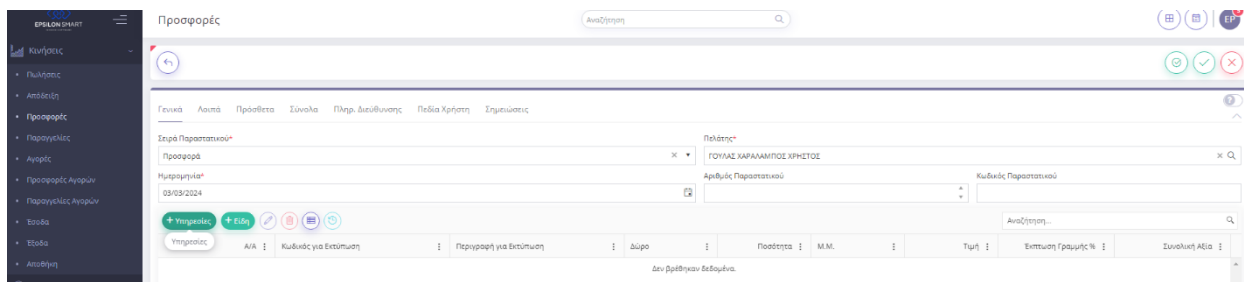 EPSILON SMART
Προσφορές
Αναζήτηση
EP
Κινήσεις
Πωλήσεις
Απόδειξη
Προσφορές
Παραγγελίες
Αγορές
Προσφορές Αγορών
Παραγγελίες Αγορών
Έσοδα
Έξοδα
Αποθήκη
Γενικά Λοιπά Πρόσθετα Σύνολα Πληρ. Διεύθυνσης Πεδία Χρήστη Σημειώσεις
Σειρά Παραστατικού* Πελάτης*
Προσφορά ΓΟΥΛΑΣ ΧΑΡΑΛΑΜΠΟΣ ΧΡΗΣΤΟΣ
Ημερομηνία* Αριθμός Παραστατικού Κωδικός Παραστατικού
03/03/2024
+ Υπηρεσίες + Είδη Αναζήτηση...
Υπηρεσίες
Α/Α Κωδικός για Εκτύπωση Περιγραφή για Εκτύπωση Δώρο Ποσότητα Μ.Μ. Τιμή Έκπτωση Γραμμής % Συνολική Αξία
Δεν βρέθηκαν δεδομένα.